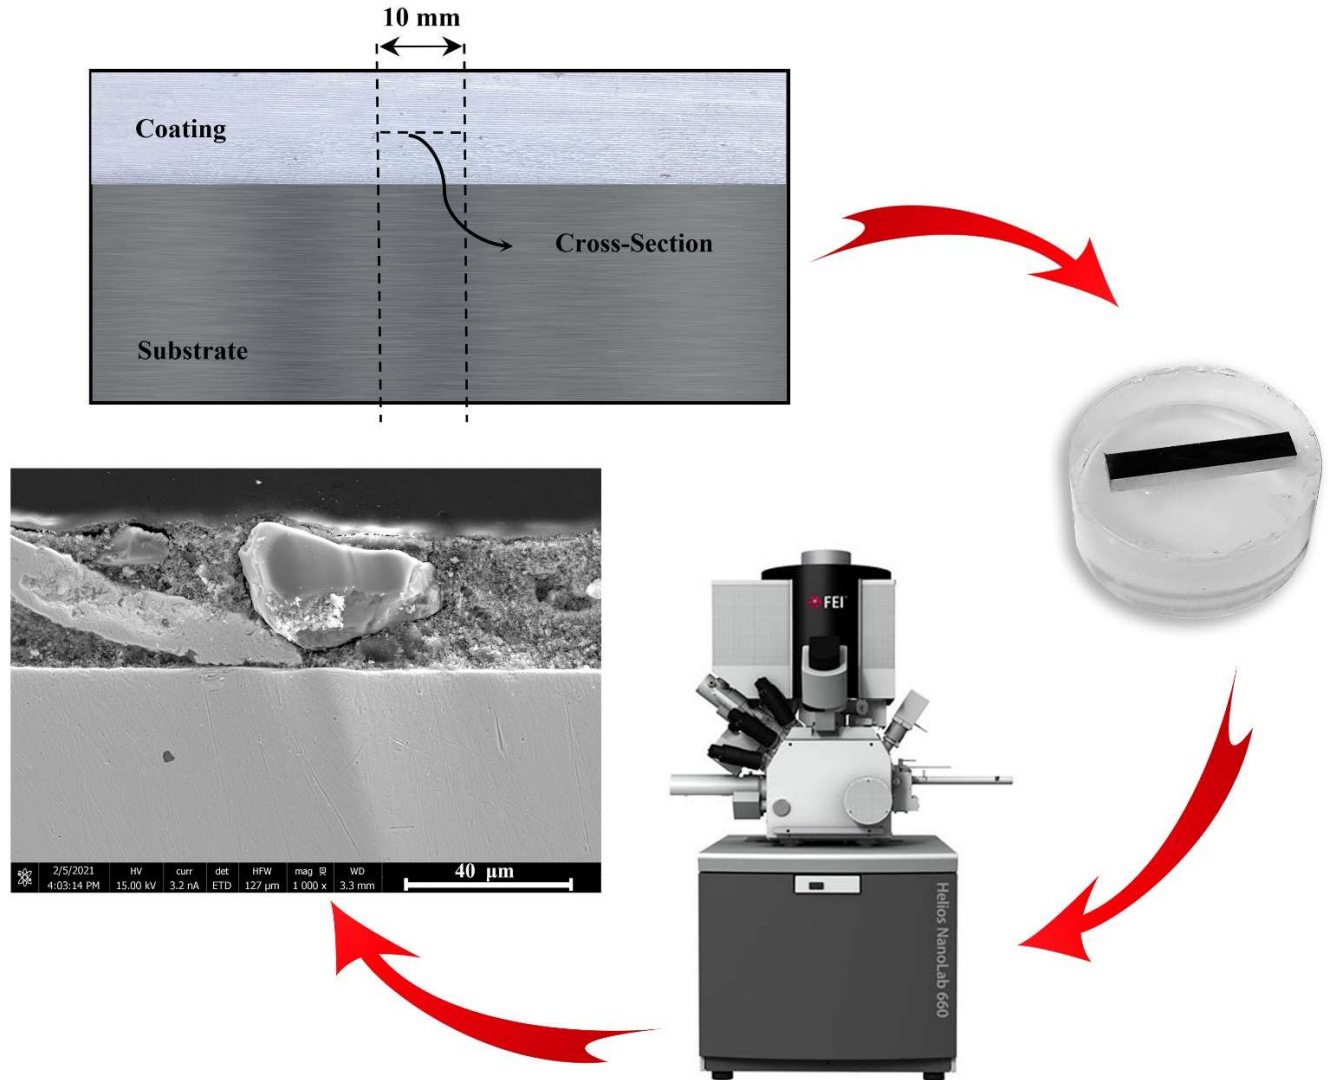 10 mm
Coating
Cross-Section
Substrate
FEI™
Helios NanoLab 660
2/5/2021 HV curr det HFW mag WD 40 μm
4:03:14 PM 15.00 kV 3.2 nA ETD 127 μm 1 000 x 3.3 mm